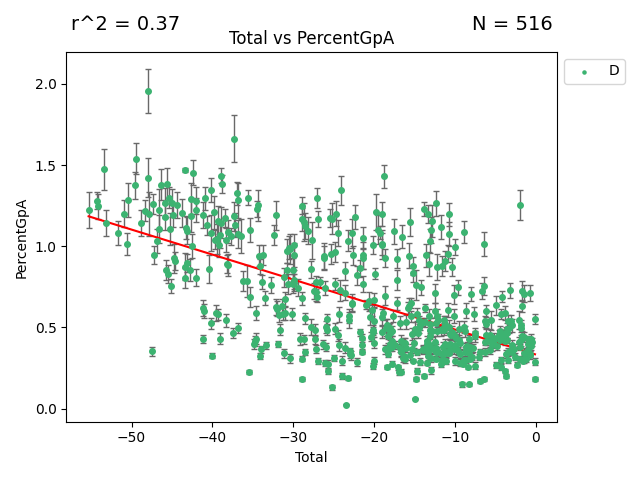 r^2 = 0.37 N = 516
Total vs PercentGpA
D
PercentGpA
2.0
1.5
1.0
0.5
0.0
−50 −40 −30 −20 −10 0
Total